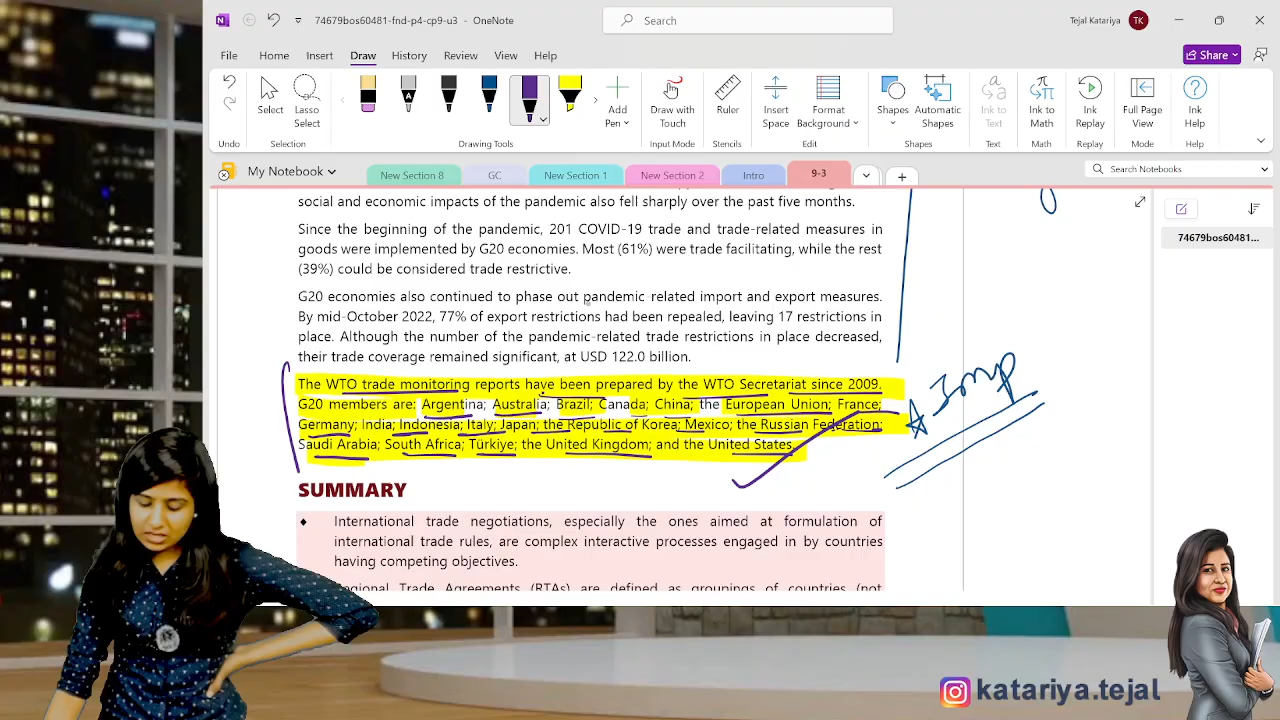 74679bos60481-fnd-p4-cp9-u3 - OneNote
Search
Tejal Katariya
TK
File Home Insert Draw History Review View Help
Share
Select
Lasso Select
Add Pen
Draw with Touch
Ruler
Insert Space
Format Background
Shapes
Automatic Shapes
Ink to Text
Ink to Math
Ink Replay
Full Page View
Ink Help
Undo
Selection
Drawing Tools
Input Mode
Stencils
Edit
Shapes
Math
Replay
Mode
Help
My Notebook
New Section 8
GC
New Section 1
New Section 2
Intro
9-3
Search Notebooks
74679bos60481...
social and economic impacts of the pandemic also fell sharply over the past five months.
Since the beginning of the pandemic, 201 COVID-19 trade and trade-related measures in
goods were implemented by G20 economies. Most (61%) were trade facilitating, while the rest
(39%) could be considered trade restrictive.
G20 economies also continued to phase out pandemic related import and export measures.
By mid-October 2022, 77% of export restrictions had been repealed, leaving 17 restrictions in
place. Although the number of the pandemic-related trade restrictions in place decreased,
their trade coverage remained significant, at USD 122.0 billion.
The WTO trade monitoring reports have been prepared by the WTO Secretariat since 2009.
G20 members are: Argentina; Australia; Brazil; Canada; China; the European Union; France;
Germany; India; Indonesia; Italy; Japan; the Republic of Korea; Mexico; the Russian Federation;
Saudi Arabia; South Africa; Türkiye; the United Kingdom; and the United States.
Imp
SUMMARY
International trade negotiations, especially the ones aimed at formulation of
international trade rules, are complex interactive processes engaged in by countries
having competing objectives.
Regional Trade Agreements (RTAs) are defined as groupings of countries (not
katariya.tejal